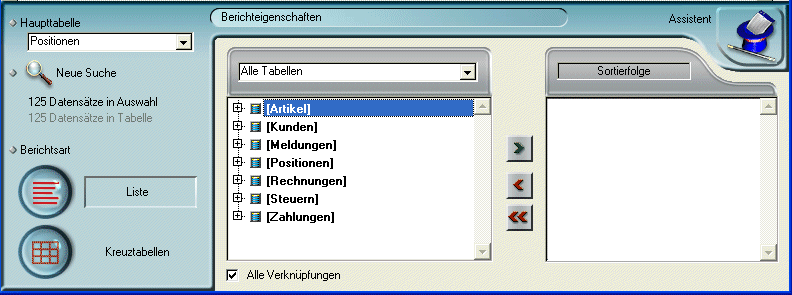 Haupttabelle
Positionen
Neue Suche
125 Datensätze in Auswahl
125 Datensätze in Tabelle
Berichtsart
Liste
Kreuztabellen
Berichteigenschaften
Assistent
Alle Tabellen
[Artikel]
[Kunden]
[Meldungen]
[Positionen]
[Rechnungen]
[Steuern]
[Zahlungen]
Alle Verknüpfungen
Sortierfolge